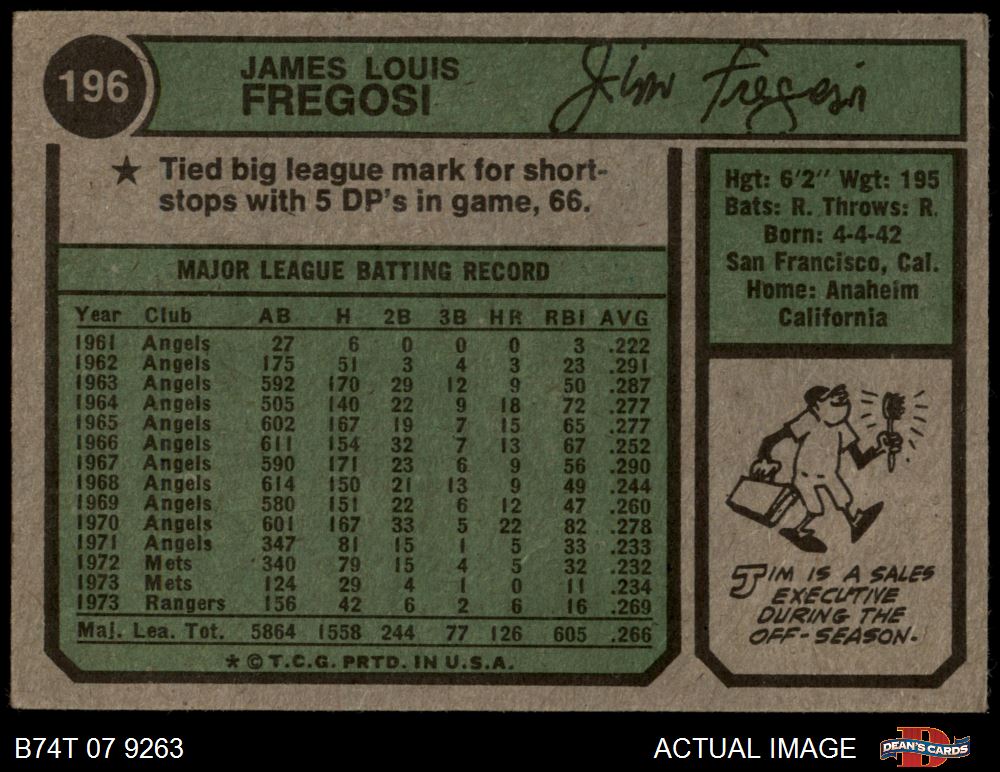 196
JAMES LOUIS
FREGOSI
Jim Fregosi
★ Tied big league mark for short-
stops with 5 DP's in game, 66.
MAJOR LEAGUE BATTING RECORD
Year Club AB H 2B 3B HR RBI AVG
1961 Angels 27 6 0 0 0 3 .222
1962 Angels 175 51 3 4 3 23 .291
1963 Angels 592 170 29 12 9 50 .287
1964 Angels 505 140 22 9 18 72 .277
1965 Angels 602 167 19 7 15 65 .277
1966 Angels 611 154 32 7 13 67 .252
1967 Angels 590 171 23 6 9 56 .290
1968 Angels 614 150 21 13 9 49 .244
1969 Angels 580 151 22 6 12 47 .260
1970 Angels 601 167 33 5 22 82 .278
1971 Angels 347 81 15 1 5 33 .233
1972 Mets 340 79 15 4 5 32 .232
1973 Mets 124 29 4 1 0 11 .234
1973 Rangers 156 42 6 2 6 16 .269
Maj. Lea. Tot. 5864 1558 244 77 126 605 .266
* © T.C.G. PRTD. IN U.S.A.
Hgt: 6'2" Wgt: 195
Bats: R. Throws: R.
Born: 4-4-42
San Francisco, Cal.
Home: Anaheim
California
JIM IS A SALES
EXECUTIVE
DURING THE
OFF-SEASON.
B74T 07 9263
ACTUAL IMAGE
D
DEAN'S CARDS